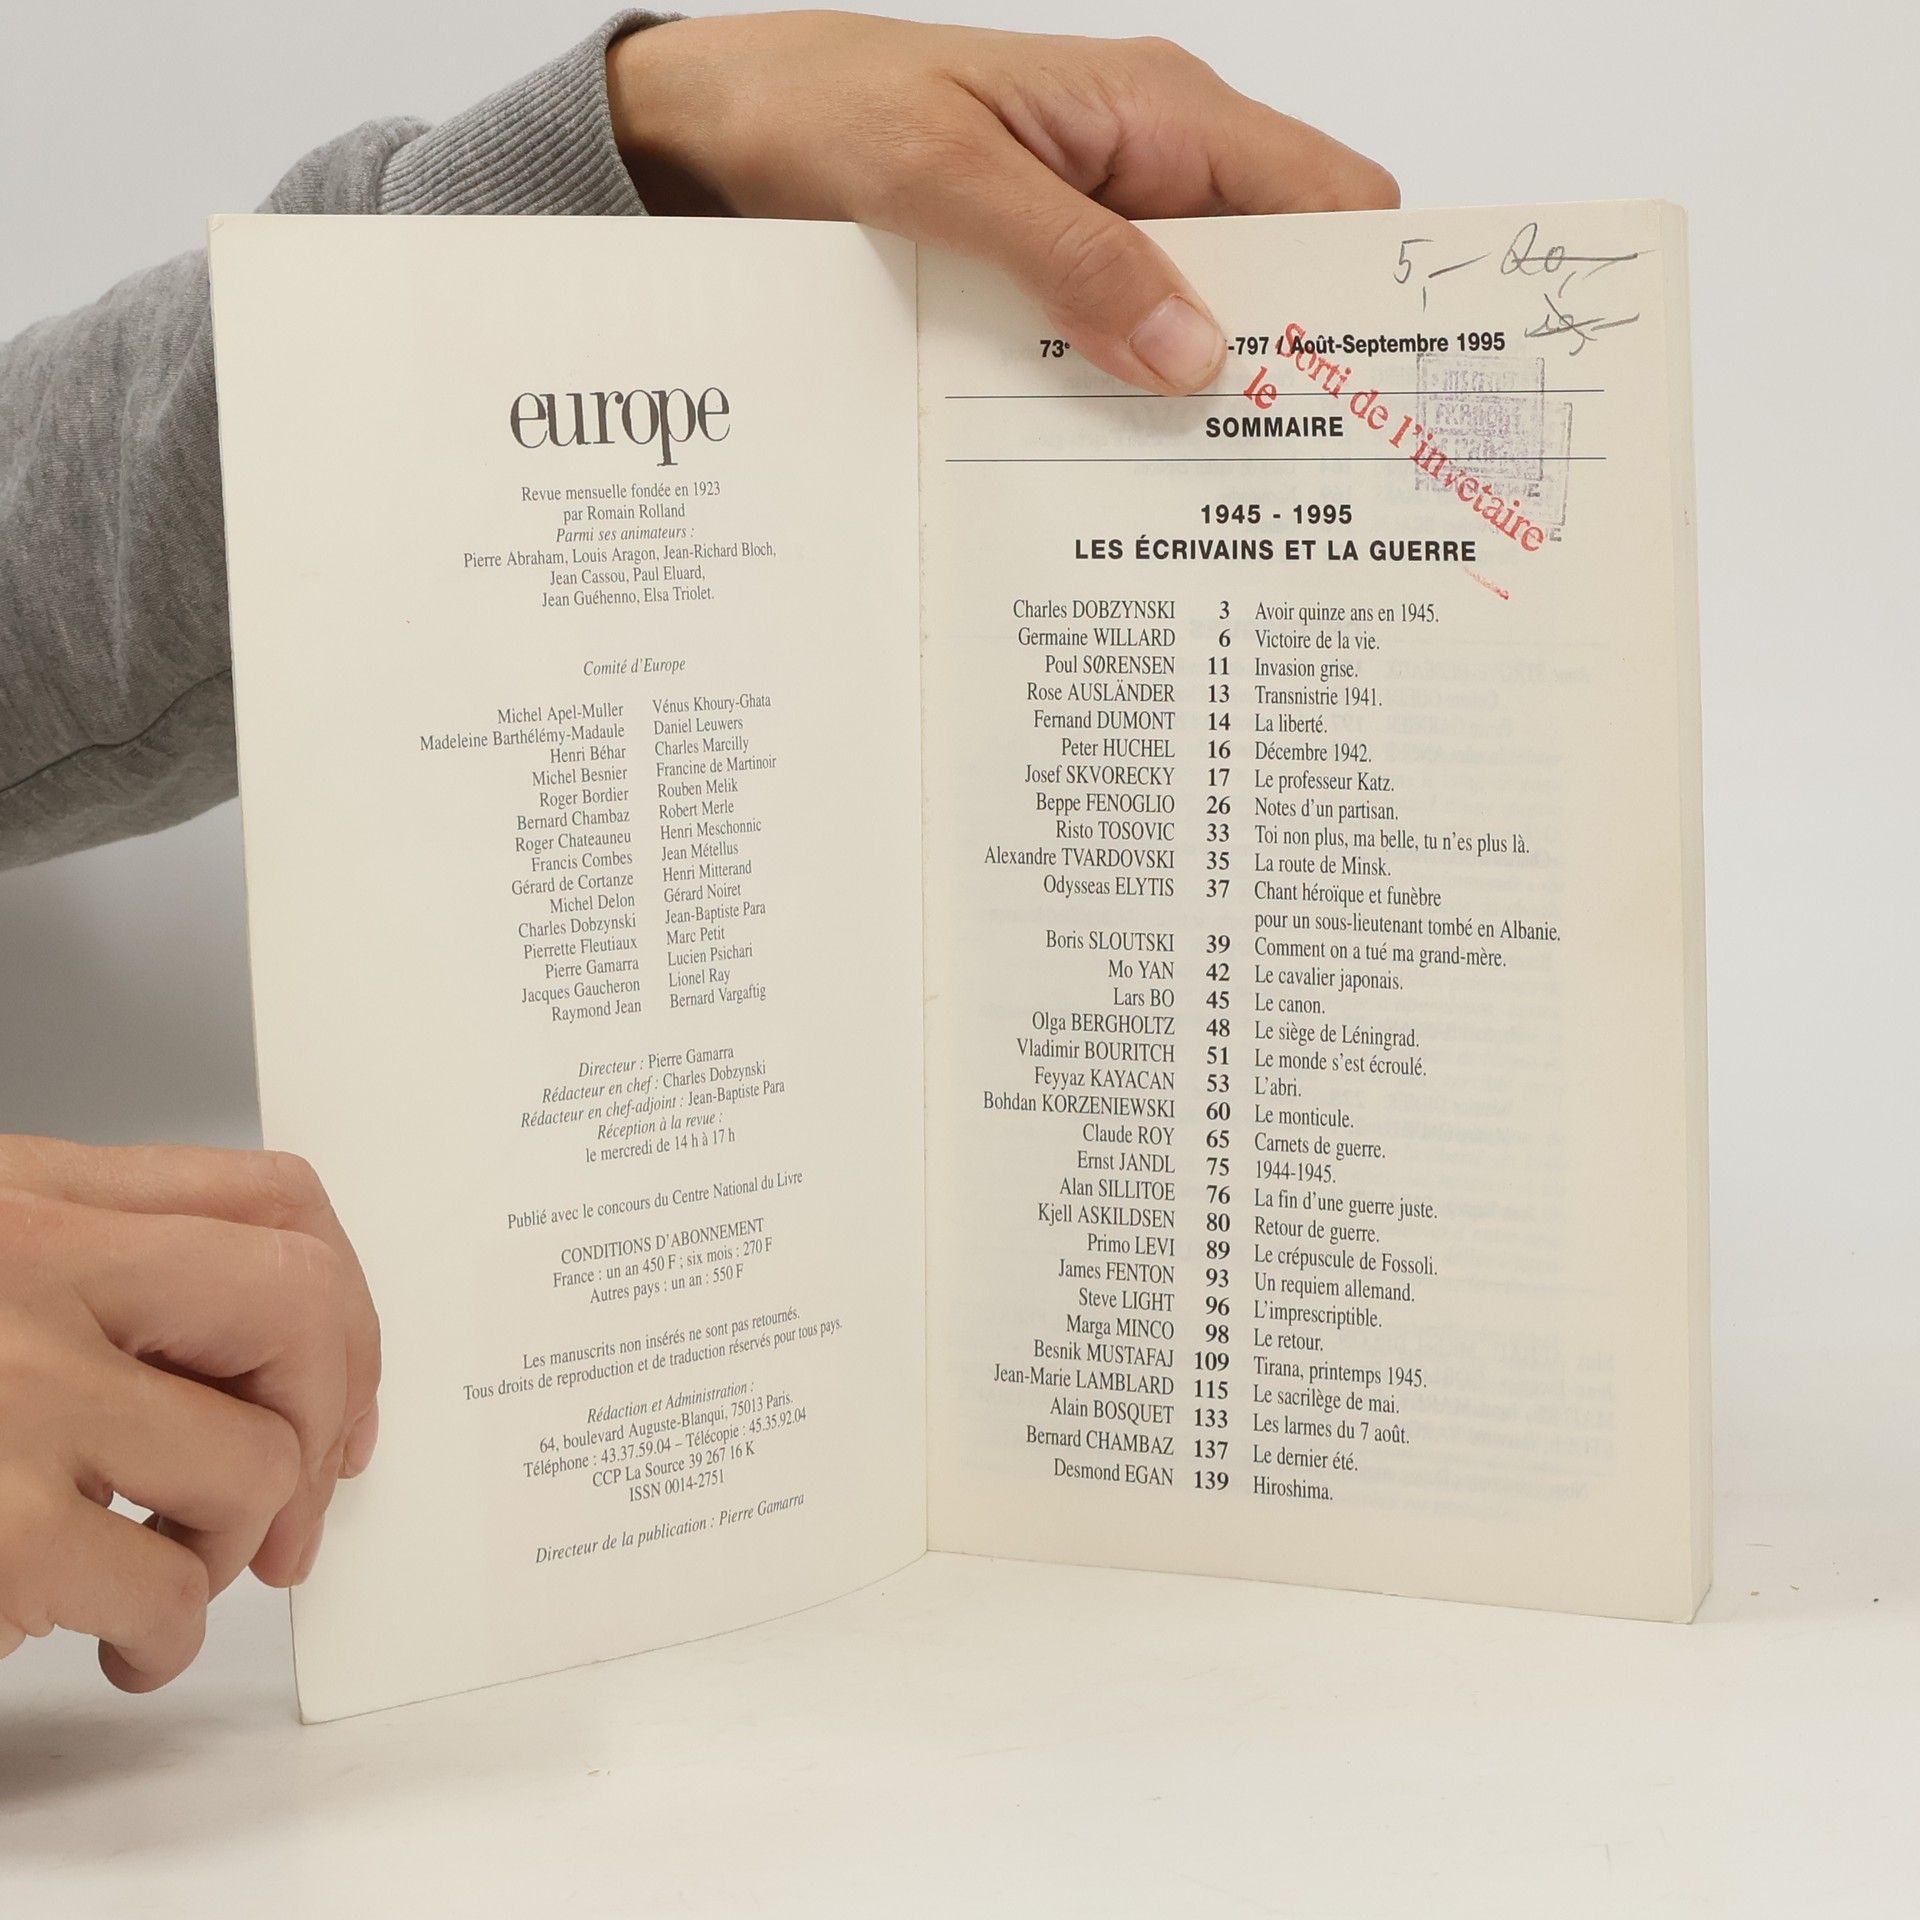 europe
Revue mensuelle fondée en 1923
par Romain Rolland
Parmi ses animateurs :
Pierre Abraham, Louis Aragon, Jean-Richard Bloch,
Jean Cassou, Paul Eluard,
Jean Guéhenno, Elsa Triolet.
Comité d'Europe
Michel Apel-Muller
Madeleine Barthélémy-Madaule
Henri Béhar
Michel Besnier
Roger Bordier
Bernard Chambaz
Roger Chateauneu
Francis Combes
Gérard de Cortanze
Michel Delon
Charles Dobzynski
Pierrette Fleutiaux
Pierre Gamarra
Jacques Gaucheron
Raymond Jean
Vénus Khoury-Ghata
Daniel Leuwers
Charles Marcilly
Francine de Martinoir
Rouben Melik
Robert Merle
Henri Meschonnic
Jean Métellus
Henri Mitterand
Gérard Noiret
Jean-Baptiste Para
Marc Petit
Lucien Psichari
Lionel Ray
Bernard Vargaftig
Directeur : Pierre Gamarra
Rédacteur en chef : Charles Dobzynski
Rédacteur en chef-adjoint : Jean-Baptiste Para
Réception à la revue :
le mercredi de 14 h à 17 h
Publié avec le concours du Centre National du Livre
CONDITIONS D'ABONNEMENT
France : un an 450 F ; six mois : 270 F
Autres pays : un an : 550 F
Les manuscrits non insérés ne sont pas retournés.
Tous droits de reproduction et de traduction réservés pour tous pays.
Rédaction et Administration :
64, boulevard Auguste-Blanqui, 75013 Paris.
Téléphone : 43.37.59.04 – Télécopie : 45.35.92.04
CCP La Source 39 267 16 K
ISSN 0014-2751
Directeur de la publication : Pierre Gamarra
5,- 20,-
73e -797 / Août-Septembre 1995
Sorti de l'invetaire
le
SOMMAIRE
1945 - 1995
LES ÉCRIVAINS ET LA GUERRE
Charles DOBZYNSKI 3 Avoir quinze ans en 1945.
Germaine WILLARD 6 Victoire de la vie.
Poul SØRENSEN 11 Invasion grise.
Rose AUSLÄNDER 13 Transnistrie 1941.
Fernand DUMONT 14 La liberté.
Peter HUCHEL 16 Décembre 1942.
Josef SKVORECKY 17 Le professeur Katz.
Beppe FENOGLIO 26 Notes d'un partisan.
Risto TOSOVIC 33 Toi non plus, ma belle, tu n'es plus là.
Alexandre TVARDOVSKI 35 La route de Minsk.
Odysseas ELYTIS 37 Chant héroïque et funèbre
pour un sous-lieutenant tombé en Albanie.
Boris SLOUTSKI 39 Comment on a tué ma grand-mère.
Mo YAN 42 Le cavalier japonais.
Lars BO 45 Le canon.
Olga BERGHOLTZ 48 Le siège de Léningrad.
Vladimir BOURITCH 51 Le monde s'est écroulé.
Feyyaz KAYACAN 53 L'abri.
Bohdan KORZENIEWSKI 60 Le monticule.
Claude ROY 65 Carnets de guerre.
Ernst JANDL 75 1944-1945.
Alan SILLITOE 76 La fin d'une guerre juste.
Kjell ASKILDSEN 80 Retour de guerre.
Primo LEVI 89 Le crépuscule de Fossoli.
James FENTON 93 Un requiem allemand.
Steve LIGHT 96 L'imprescriptible.
Marga MINCO 98 Le retour.
Besnik MUSTAFAJ 109 Tirana, printemps 1945.
Jean-Marie LAMBLARD 115 Le sacrilège de mai.
Alain BOSQUET 133 Les larmes du 7 août.
Bernard CHAMBAZ 137 Le dernier été.
Desmond EGAN 139 Hiroshima.